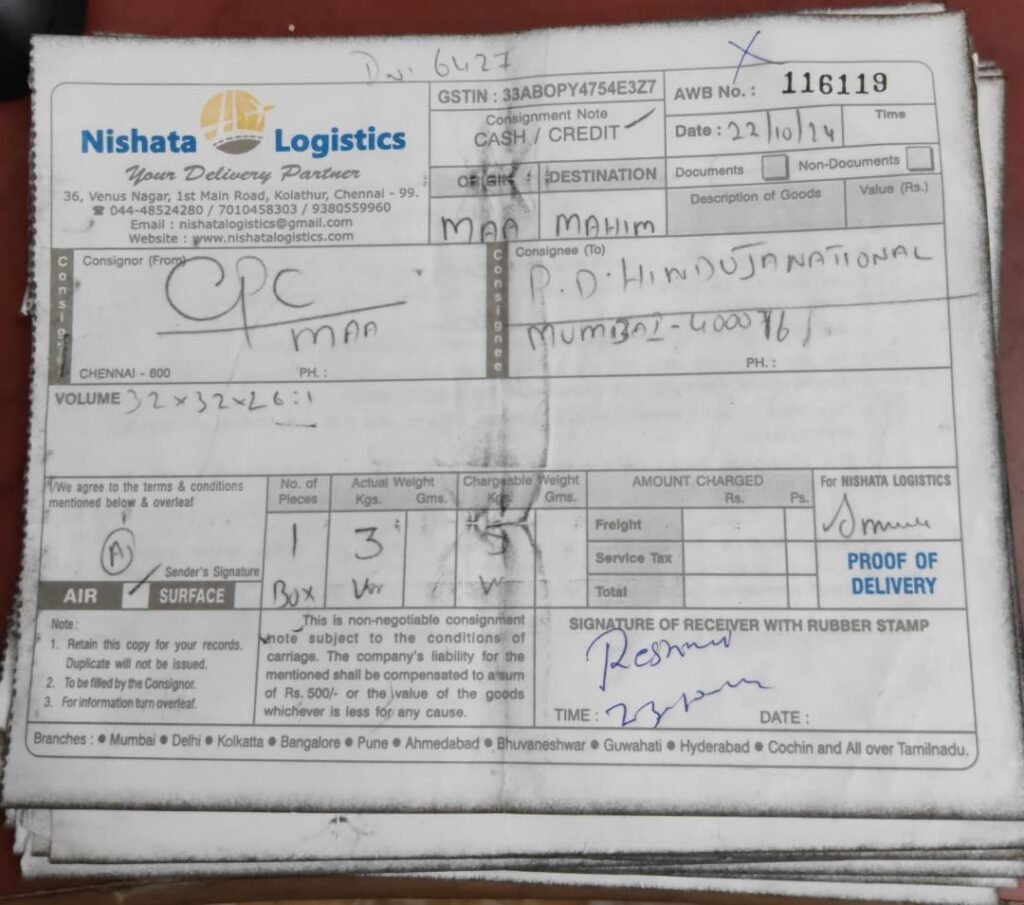 6427
Nishata Logistics
Your Delivery Partner
36, Venus Nagar, 1st Main Road, Kolathur, Chennai - 99.
☎ 044-48524280 / 7010458303 / 9380559960
Email : nishatalogistics@gmail.com
Website : www.nishatalogistics.com
GSTIN : 33ABOPY4754E3Z7
Consignment Note
CASH / CREDIT
AWB No. : 116119
Date : 22/10/24
Time
ORIGIN DESTINATION
MAA MAHIM
Documents Non-Documents
Description of Goods Value (Rs.)
Consignor
Consignor (From)
CPC
MAA
CHENNAI - 600 PH. :
Consignee
Consignee (To)
P.D. HINDUJA NATIONAL
MUMBAI - 400016
PH. :
VOLUME 32x32x26:1
I/We agree to the terms & conditions
mentioned below & overleaf
A
Sender's Signature
AIR SURFACE
No. of Pieces
Actual Weight
Kgs. Gms.
Chargeable Weight
Kgs. Gms.
1 3 5
BOX
AMOUNT CHARGED
Rs. Ps.
Freight
Service Tax
Total
For NISHATA LOGISTICS
PROOF OF
DELIVERY
Note :
1. Retain this copy for your records.
Duplicate will not be issued.
2. To be filled by the Consignor.
3. For information turn overleaf.
This is non-negotiable consignment
note subject to the conditions of
carriage. The company's liability for the
mentioned shall be compensated to a sum
of Rs. 500/- or the value of the goods
whichever is less for any cause.
SIGNATURE OF RECEIVER WITH RUBBER STAMP
TIME : DATE :
Branches : ● Mumbai ● Delhi ● Kolkatta ● Bangalore ● Pune ● Ahmedabad ● Bhuvaneshwar ● Guwahati ● Hyderabad ● Cochin and All over Tamilnadu.